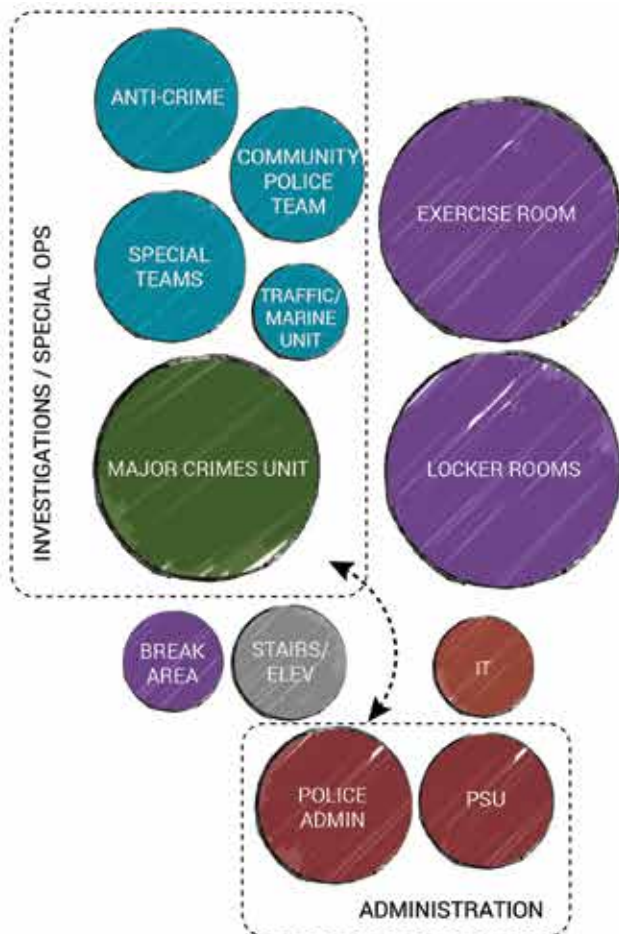 ANTI-CRIME
COMMUNITY
POLICE
TEAM
EXERCISE ROOM
SPECIAL
TEAMS
TRAFFIC/
MARINE
UNIT
INVESTIGATIONS / SPECIAL OPS
MAJOR CRIMES UNIT
LOCKER ROOMS
BREAK
AREA
STAIRS/
ELEV
IT
POLICE
ADMIN
PSU
ADMINISTRATION